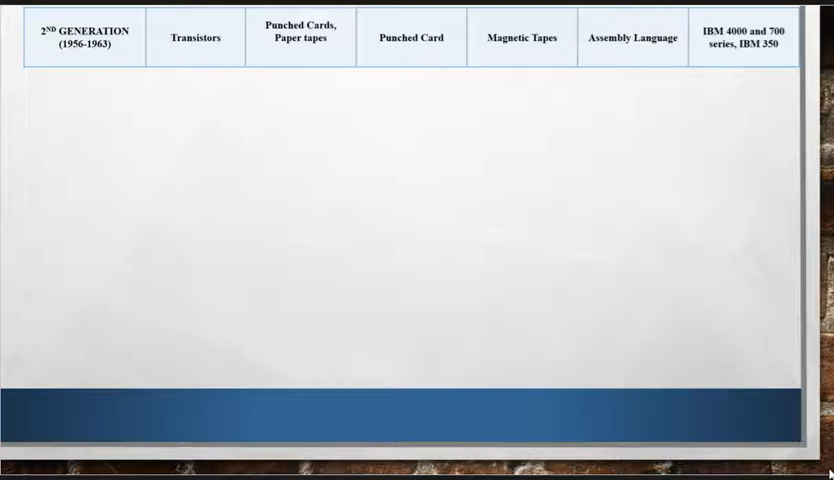 2ND GENERATION
(1956-1963)
Transistors
Punched Cards,
Paper tapes
Punched Card
Magnetic Tapes
Assembly Language
IBM 4000 and 700
series, IBM 350